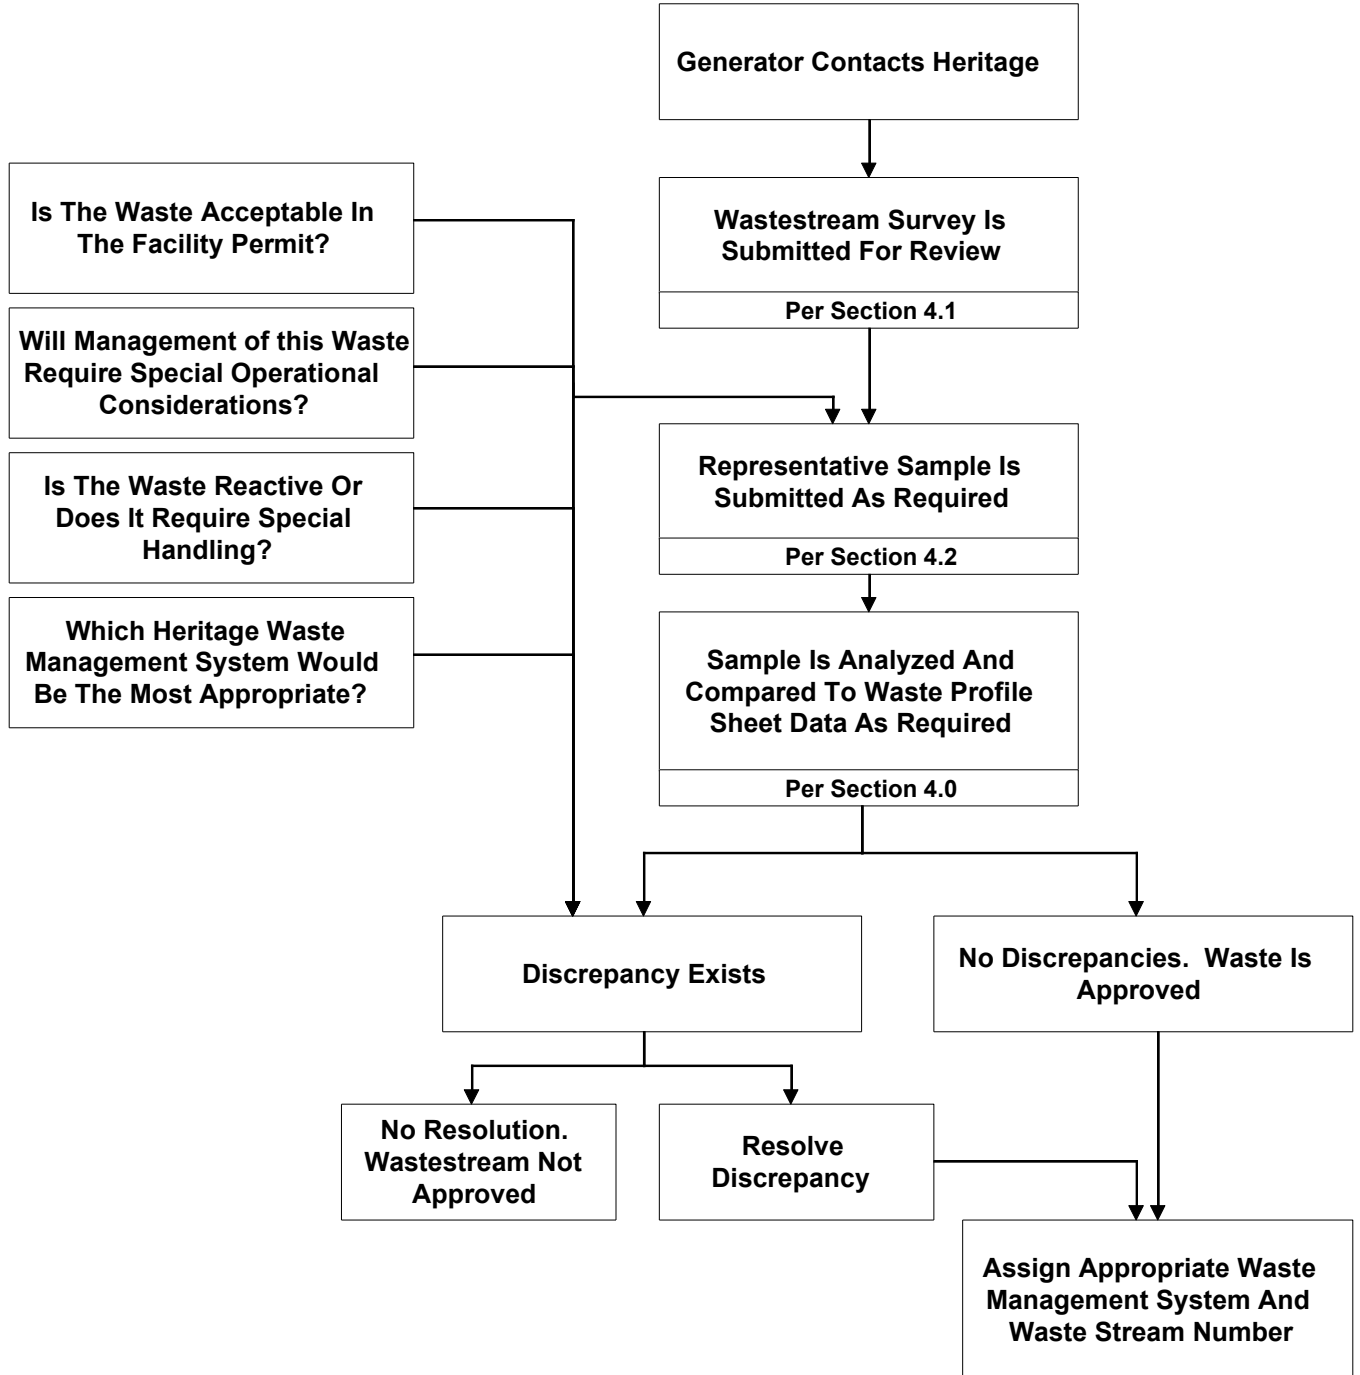 Generator Contacts Heritage
Is The Waste Acceptable In
The Facility Permit?
Wastestream Survey Is
Submitted For Review
Per Section 4.1
Will Management of this Waste
Require Special Operational
Considerations?
Is The Waste Reactive Or
Does It Require Special
Handling?
Representative Sample Is
Submitted As Required
Per Section 4.2
Which Heritage Waste
Management System Would
Be The Most Appropriate?
Sample Is Analyzed And
Compared To Waste Profile
Sheet Data As Required
Per Section 4.0
Discrepancy Exists
No Discrepancies. Waste Is
Approved
No Resolution.
Wastestream Not
Approved
Resolve
Discrepancy
Assign Appropriate Waste
Management System And
Waste Stream Number